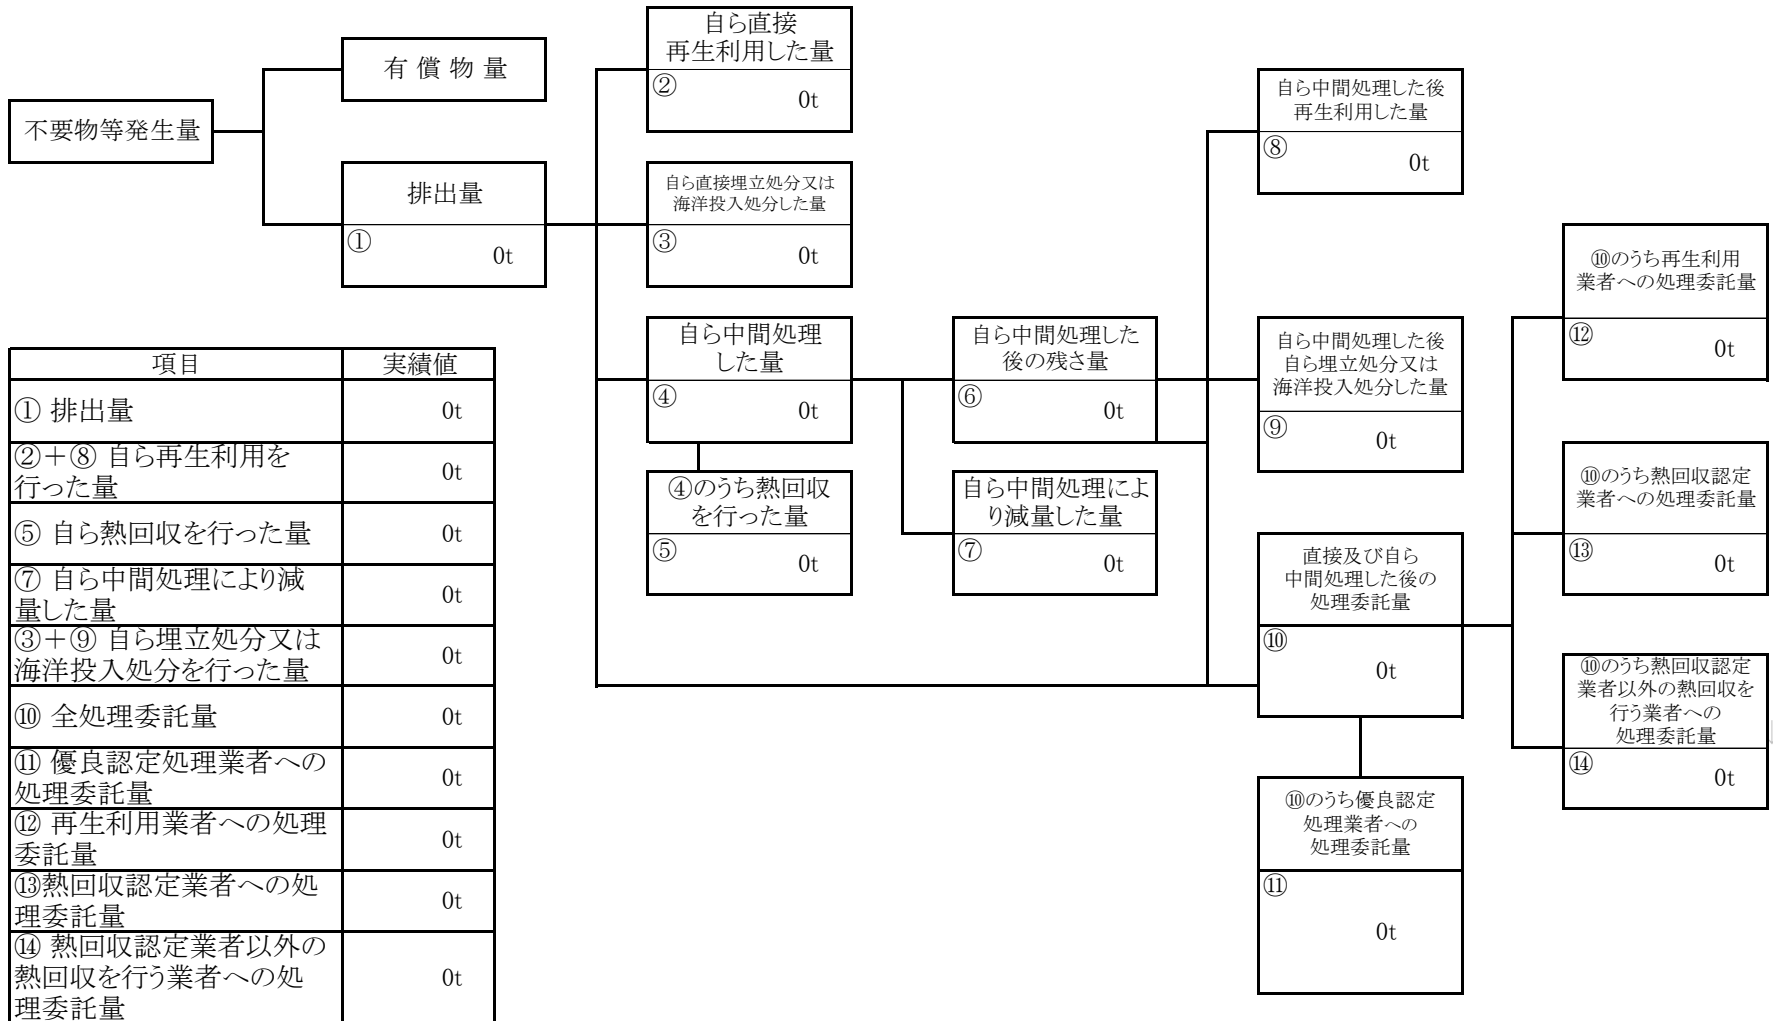 不要物等発生量
有償物量
排出量
①
0t
自ら直接
再生利用した量
②
0t
自ら直接埋立処分又は
海洋投入処分した量
③
0t
自ら中間処理
した量
④
0t
④のうち熱回収
を行った量
⑤
0t
自ら中間処理した
後の残さ量
⑥
0t
自ら中間処理によ
り減量した量
⑦
0t
自ら中間処理した後
再生利用した量
⑧
0t
自ら中間処理した後
自ら埋立処分又は
海洋投入処分した量
⑨
0t
直接及び自ら
中間処理した後の
処理委託量
⑩
0t
⑩のうち優良認定
処理業者への
処理委託量
⑪
0t
⑩のうち再生利用
業者への処理委託量
⑫
0t
⑩のうち熱回収認定
業者への処理委託量
⑬
0t
⑩のうち熱回収認定
業者以外の熱回収を
行う業者への
処理委託量
⑭
0t
項目 実績値
① 排出量 0t
②＋⑧ 自ら再生利用を
行った量 0t
⑤ 自ら熱回収を行った量 0t
⑦ 自ら中間処理により減
量した量 0t
③＋⑨ 自ら埋立処分又は
海洋投入処分を行った量 0t
⑩ 全処理委託量 0t
⑪ 優良認定処理業者への
処理委託量 0t
⑫ 再生利用業者への処理
委託量 0t
⑬熱回収認定業者への処
理委託量 0t
⑭ 熱回収認定業者以外の
熱回収を行う業者への処
理委託量 0t